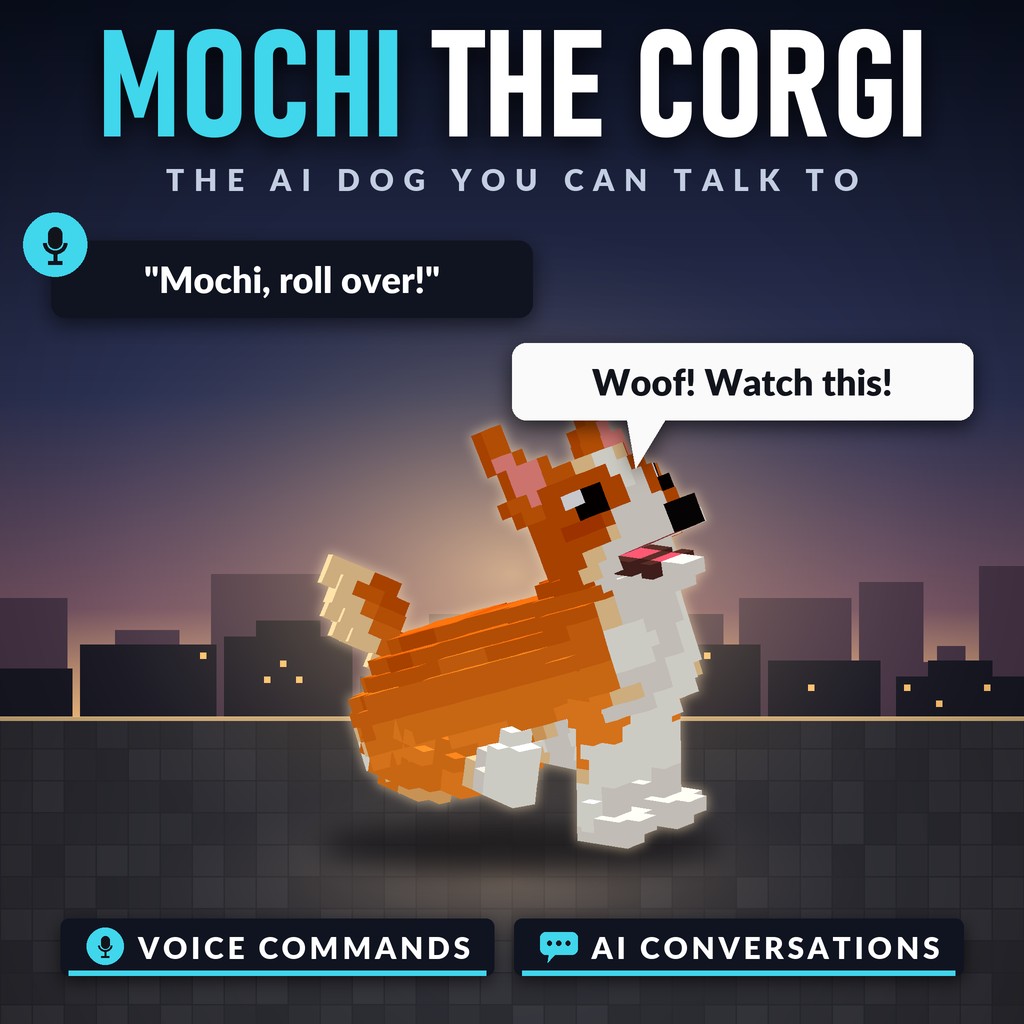 MOCHI THE CORGI
THE AI DOG YOU CAN TALK TO
"Mochi, roll over!"
Woof! Watch this!
VOICE COMMANDS
AI CONVERSATIONS